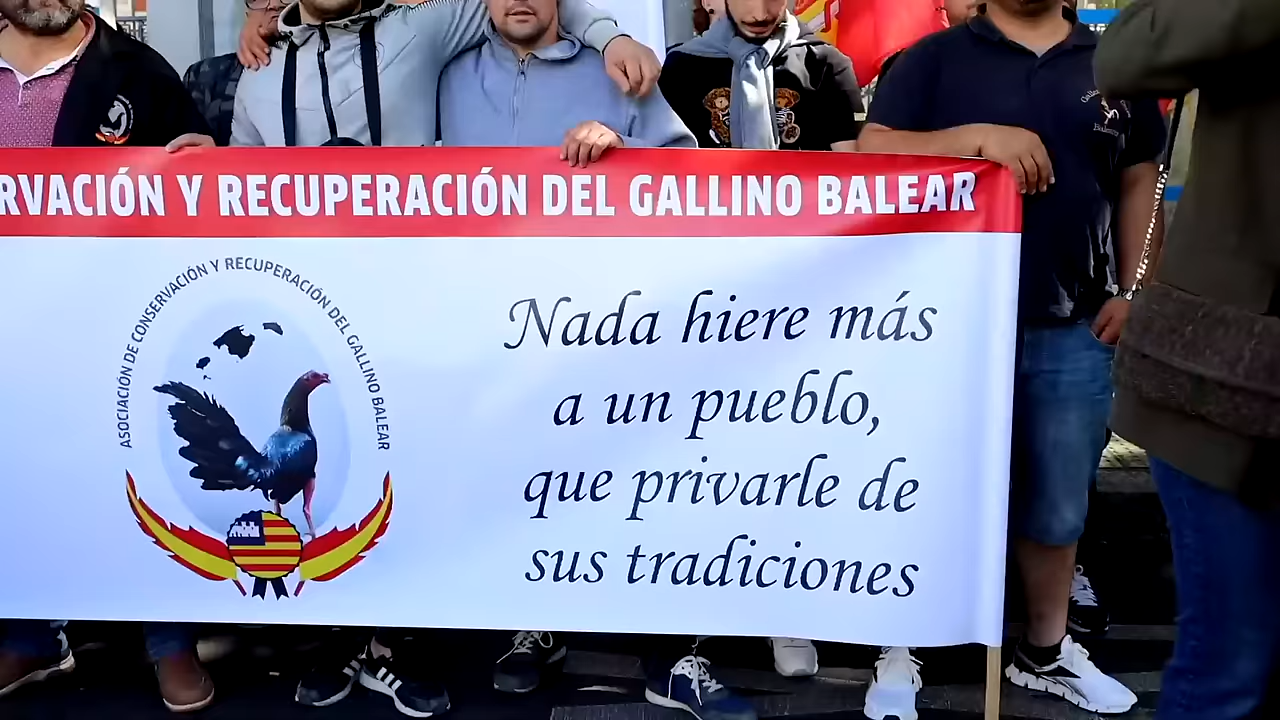 RVACIÓN Y RECUPERACIÓN DEL GALLINO BALEAR
ASOCIACIÓN DE CONSERVACIÓN Y RECUPERACIÓN DEL GALLINO BALEAR
Nada hiere más
a un pueblo,
que privarle de
sus tradiciones